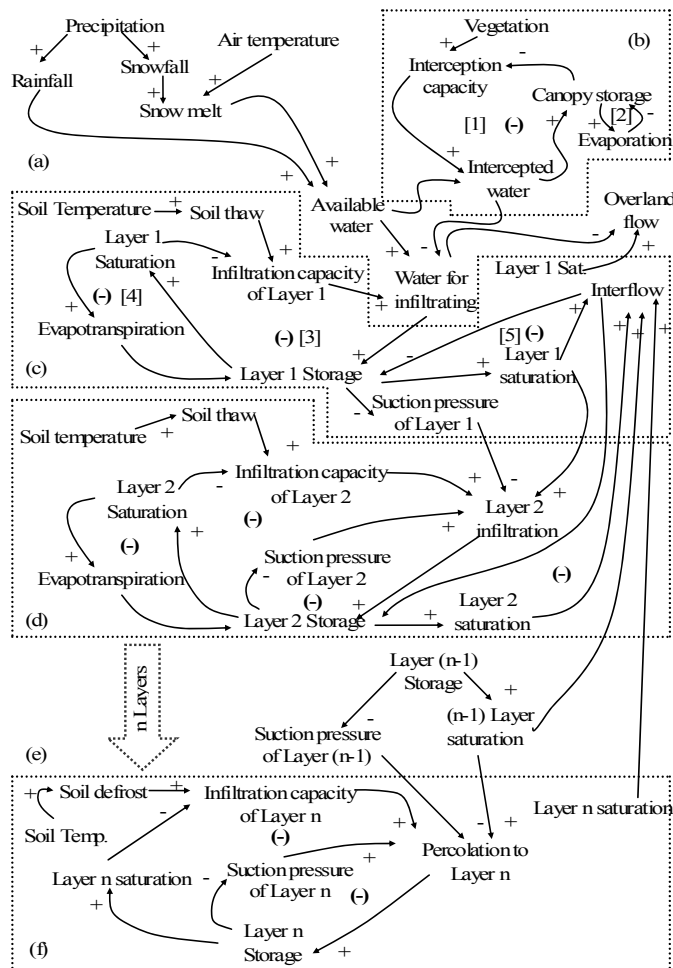 Precipitation
Rainfall
Snowfall
Air temperature
Snow melt
(a)
Vegetation
(b)
Interception
capacity
Canopy storage
[1] (-)
[2]
Evaporation
Intercepted
water
Available
water
Overland
flow
Soil Temperature
Soil thaw
Layer 1
Saturation
Infiltration capacity
of Layer 1
Water for
infiltrating
Layer 1 Sat.
Interflow
(-) [4]
Evapotranspiration
(-) [3]
[5] (-)
(c)
Layer 1 Storage
Layer 1
saturation
Suction pressure
of Layer 1
Soil temperature
Soil thaw
Layer 2
Saturation
Infiltration capacity
of Layer 2
(-)
Layer 2
infiltration
(-)
Evapotranspiration
Suction pressure
of Layer 2
(-)
(-)
(d)
Layer 2 Storage
Layer 2
saturation
n Layers
Layer (n-1)
Storage
(e)
Suction pressure
of Layer (n-1)
(n-1) Layer
saturation
Soil defrost
Soil Temp.
Infiltration capacity
of Layer n
(-)
Layer n saturation
Percolation to
Layer n
Layer n saturation
Suction pressure
of Layer n
(-)
(f)
Layer n
Storage